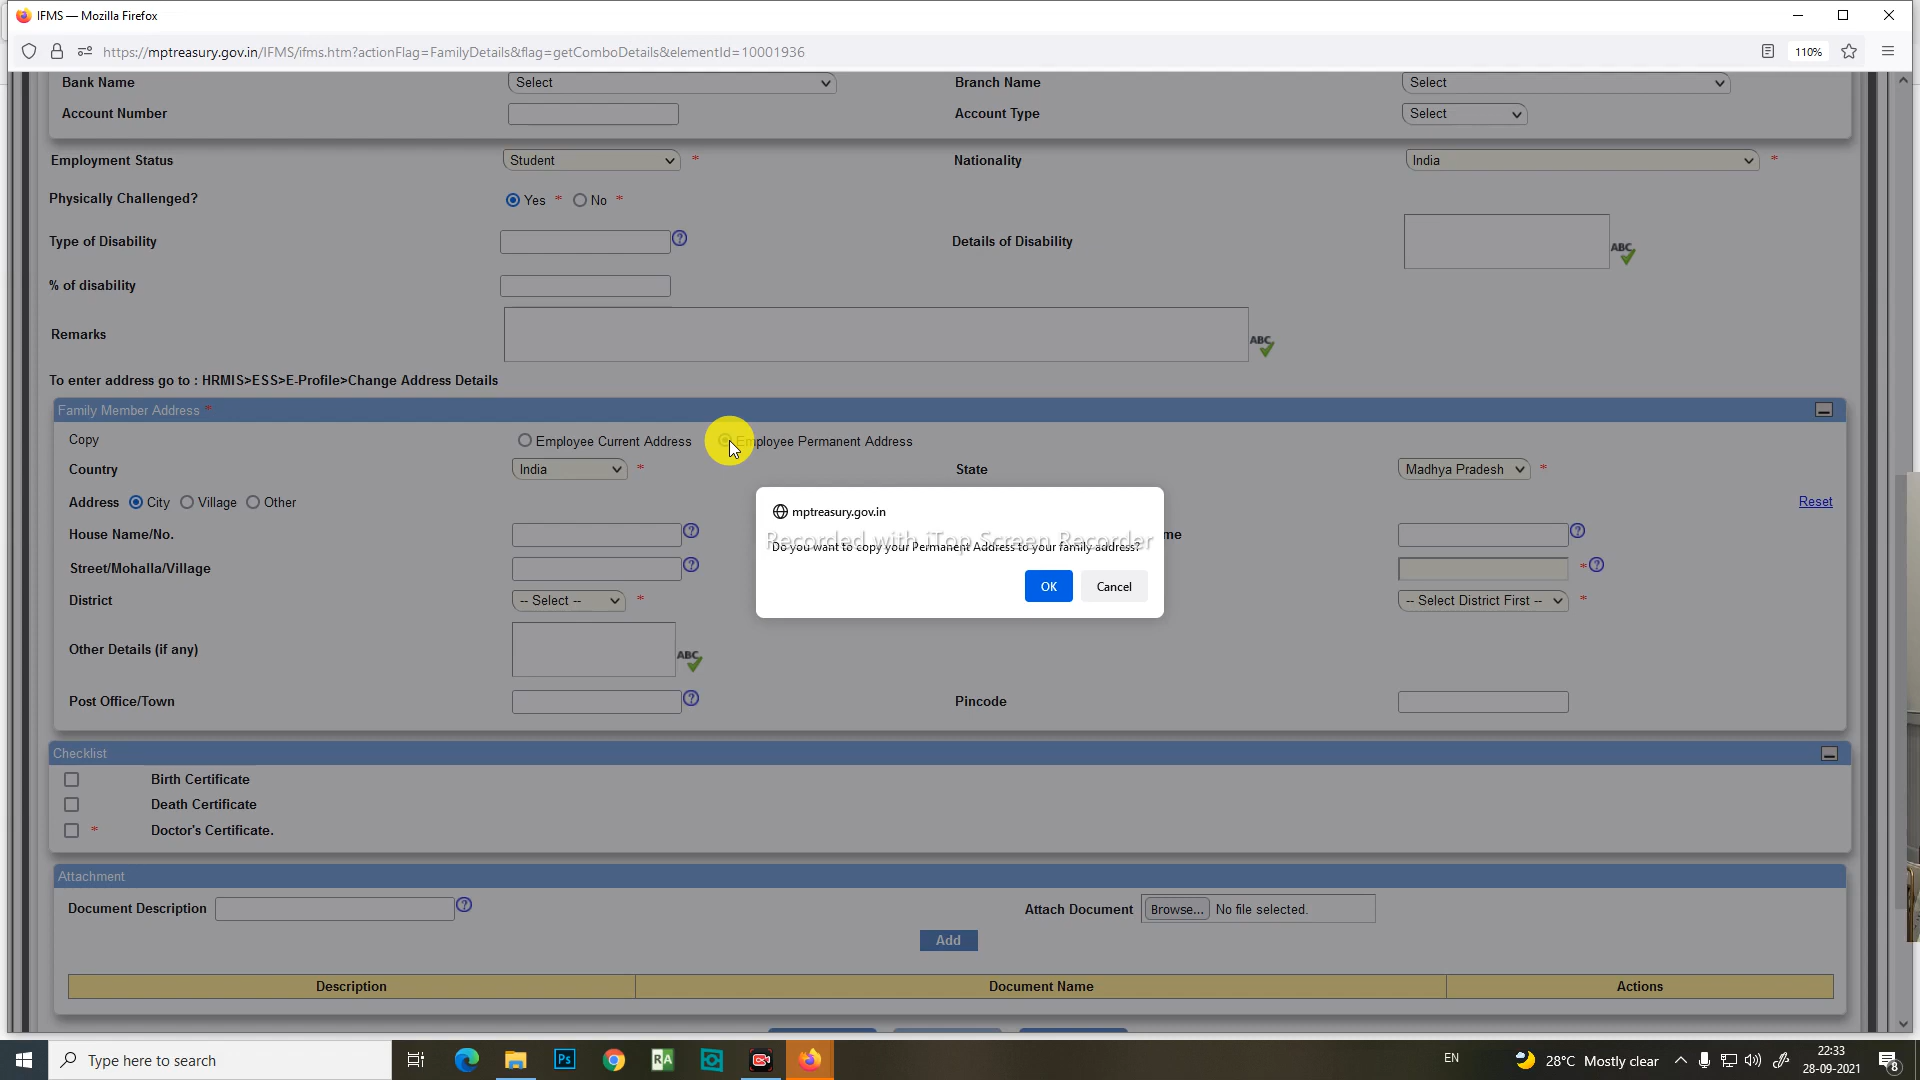 IFMS — Mozilla Firefox
https://mptreasury.gov.in/IFMS/ifms.htm?actionFlag=FamilyDetails&flag=getComboDetails&elementId=10001936
110%
Bank Name Select Branch Name Select
Account Number Account Type Select
Employment Status Student * Nationality India *
Physically Challenged? Yes * No *
Type of Disability Details of Disability ABC
% of disability
Remarks ABC
To enter address go to : HRMIS>ESS>E-Profile>Change Address Details
Family Member Address *
Copy Employee Current Address Employee Permanent Address
Country India * State Madhya Pradesh *
Address City Village Other Reset
mptreasury.gov.in
House Name/No. me
Recorded with iTop Screen Recorder
Do you want to copy your Permanent Address to your family address?
Street/Mohalla/Village *
OK Cancel
District -- Select -- * -- Select District First -- *
Other Details (if any) ABC
Post Office/Town Pincode
Checklist
Birth Certificate
Death Certificate
* Doctor's Certificate.
Attachment
Document Description Attach Document Browse... No file selected.
Add
Description Document Name Actions
Type here to search Ps RA EN 28°C Mostly clear 22:33
28-09-2021 8